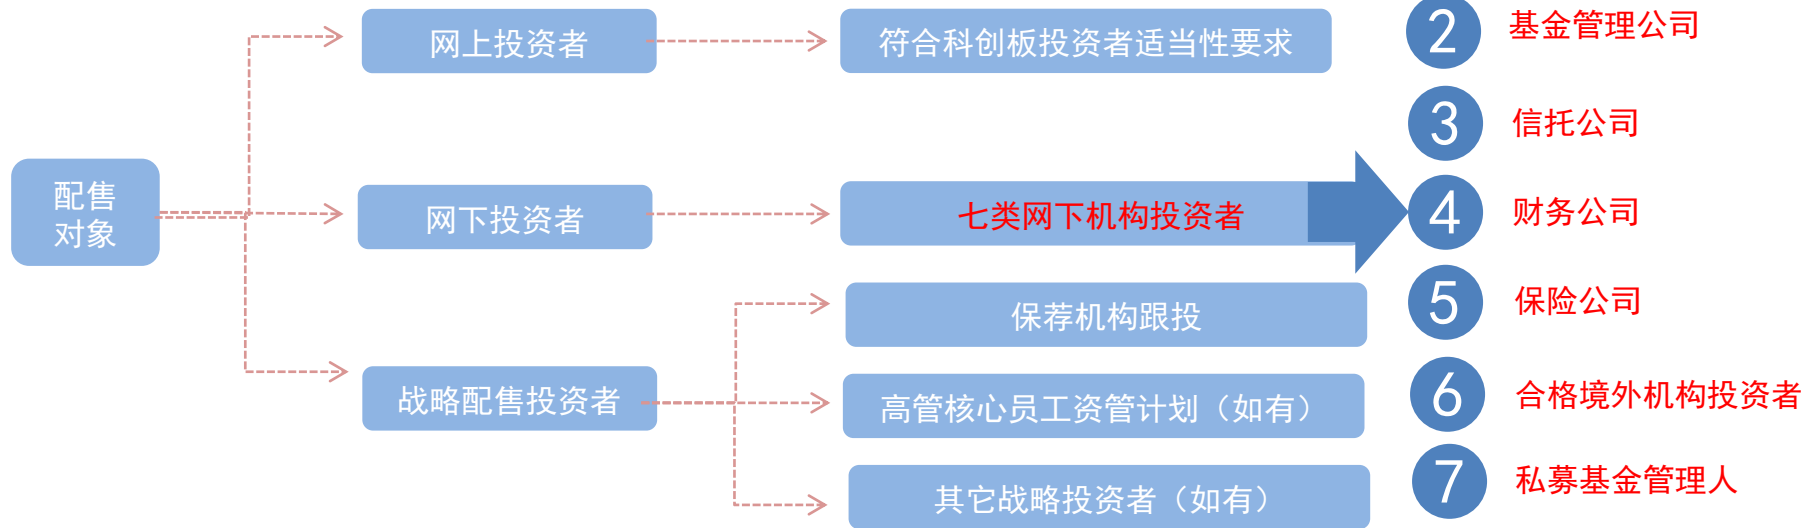 配售
对象
网上投资者
符合科创板投资者适当性要求
网下投资者
七类网下机构投资者
战略配售投资者
保荐机构跟投
高管核心员工资管计划（如有）
其它战略投资者（如有）
2 基金管理公司
3 信托公司
4 财务公司
5 保险公司
6 合格境外机构投资者
7 私募基金管理人